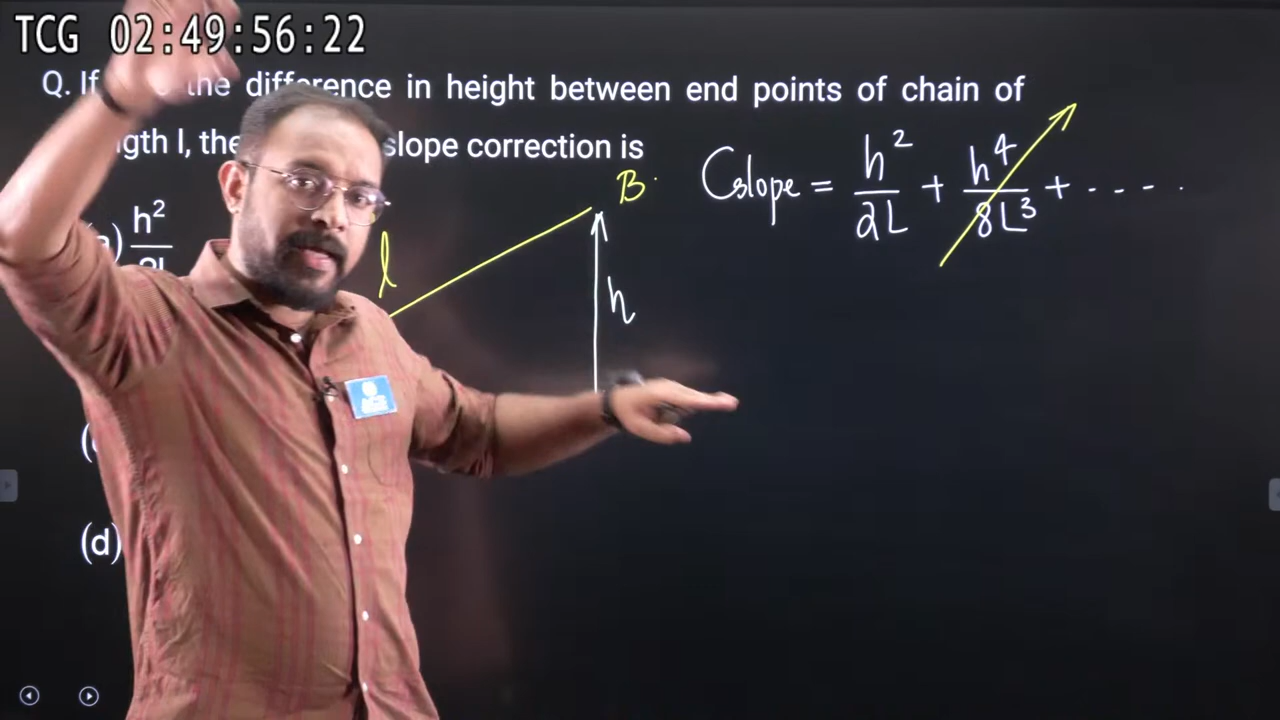 TCG 02:49:56:22
Q. If the difference in height between end points of chain of
l, the slope correction is
B.
Cslope = h²/2L + h⁴/8L³ + - - - - .
h²
l
h
(d)